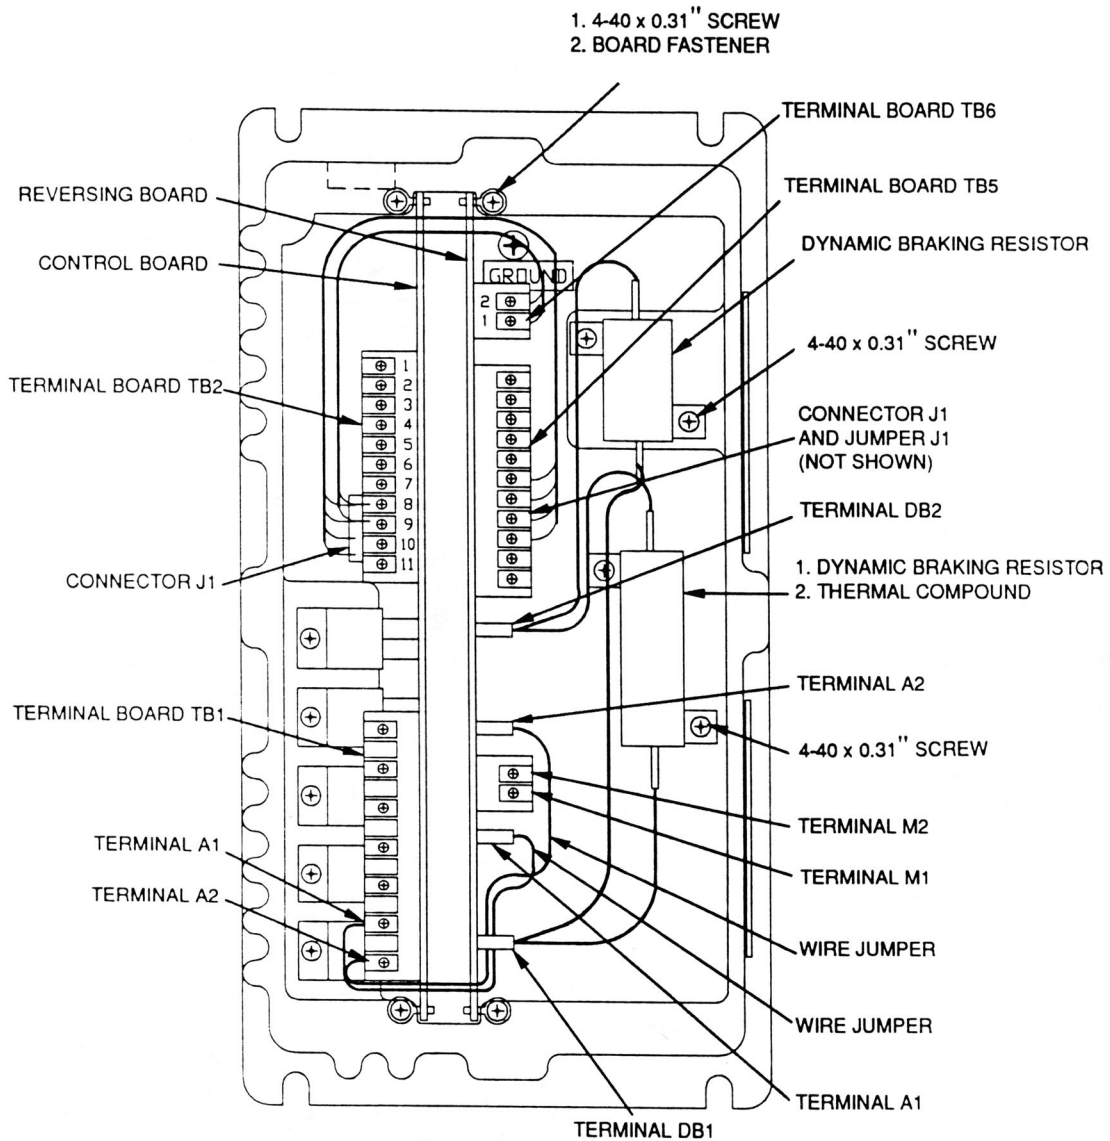 1. 4-40 x 0.31" SCREW
2. BOARD FASTENER
TERMINAL BOARD TB6
REVERSING BOARD
TERMINAL BOARD TB5
CONTROL BOARD
DYNAMIC BRAKING RESISTOR
GROUND
2
1
4-40 x 0.31" SCREW
TERMINAL BOARD TB2
1
2
3
4
5
6
7
8
9
10
11
CONNECTOR J1
AND JUMPER J1
(NOT SHOWN)
TERMINAL DB2
CONNECTOR J1
1. DYNAMIC BRAKING RESISTOR
2. THERMAL COMPOUND
TERMINAL A2
TERMINAL BOARD TB1
4-40 x 0.31" SCREW
TERMINAL M2
TERMINAL A1
TERMINAL M1
TERMINAL A2
WIRE JUMPER
WIRE JUMPER
TERMINAL A1
TERMINAL DB1